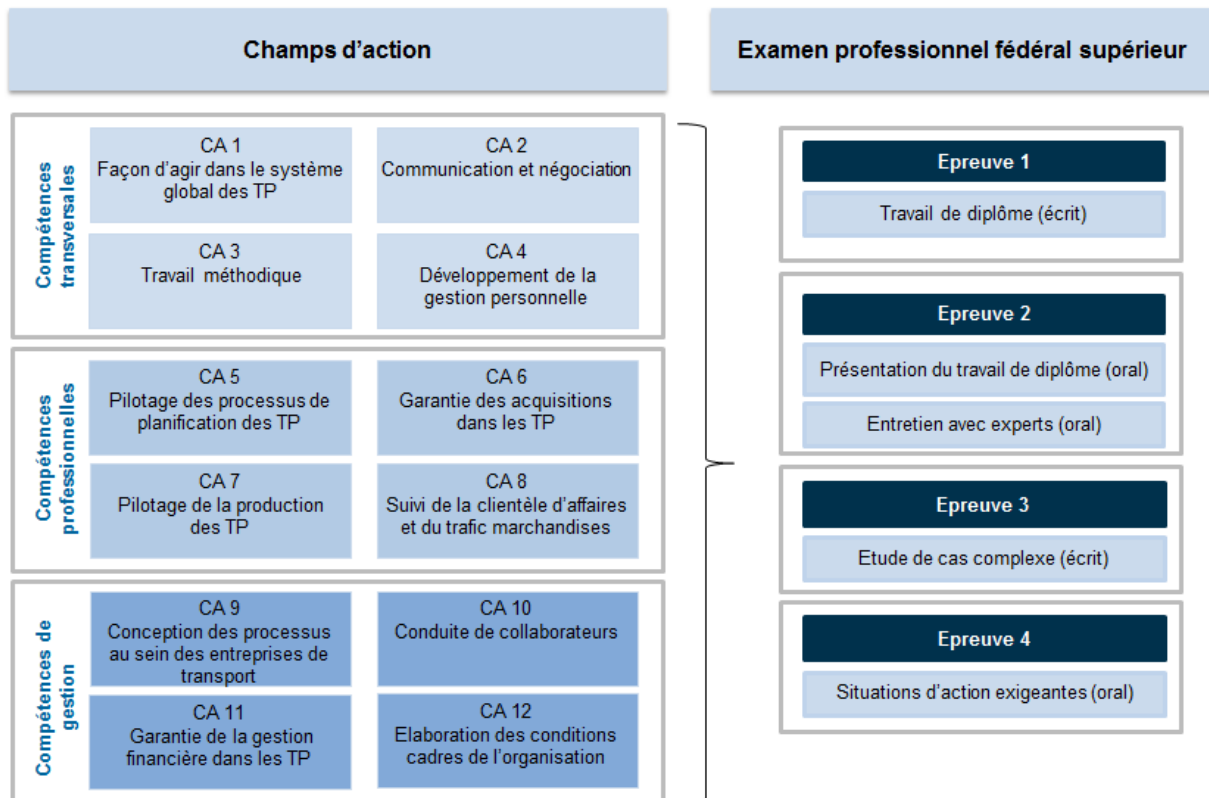 Champs d'action
Examen professionnel fédéral supérieur
Compétences
transversales
CA 1
Façon d'agir dans le système
global des TP
CA 2
Communication et négociation
CA 3
Travail méthodique
CA 4
Développement de la
gestion personnelle
Compétences
professionnelles
CA 5
Pilotage des processus de
planification des TP
CA 6
Garantie des acquisitions
dans les TP
CA 7
Pilotage de la production
des TP
CA 8
Suivi de la clientèle d'affaires
et du trafic marchandises
Compétences de
gestion
CA 9
Conception des processus
au sein des entreprises de
transport
CA 10
Conduite de collaborateurs
CA 11
Garantie de la gestion
financière dans les TP
CA 12
Elaboration des conditions
cadres de l'organisation
Epreuve 1
Travail de diplôme (écrit)
Epreuve 2
Présentation du travail de diplôme (oral)
Entretien avec experts (oral)
Epreuve 3
Etude de cas complexe (écrit)
Epreuve 4
Situations d'action exigeantes (oral)